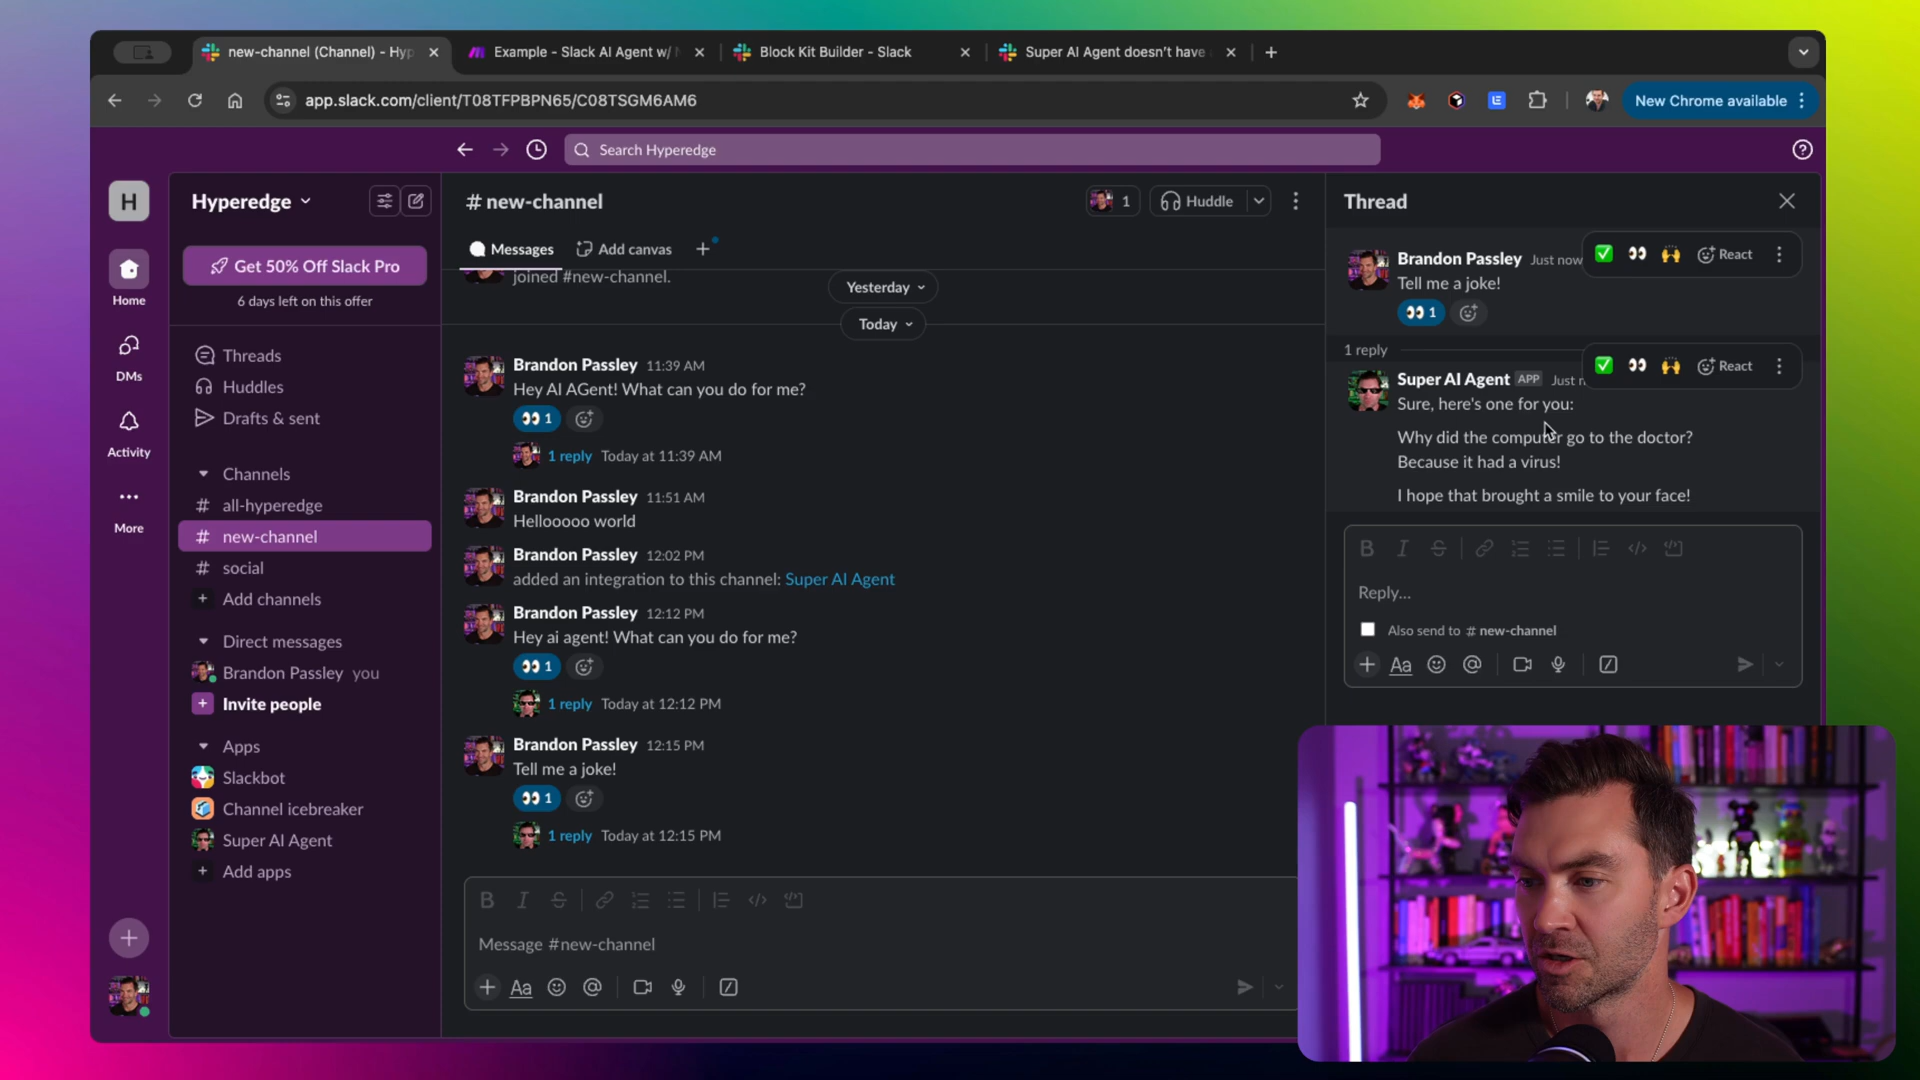 new-channel (Channel) - Hyp
Example - Slack AI Agent w/
Block Kit Builder - Slack
Super AI Agent doesn't have
app.slack.com/client/T08TFPBPN65/C08TSGM6AM6
New Chrome available
Search Hyperedge
H
Home
DMs
Activity
More
Hyperedge
Get 50% Off Slack Pro
6 days left on this offer
Threads
Huddles
Drafts & sent
Channels
# all-hyperedge
# new-channel
# social
+ Add channels
Direct messages
Brandon Passley you
+ Invite people
Apps
Slackbot
Channel icebreaker
Super AI Agent
+ Add apps
# new-channel
1
Huddle
Messages
Add canvas
joined #new-channel.
Yesterday
Today
Brandon Passley 11:39 AM
Hey AI AGent! What can you do for me?
1
1 reply Today at 11:39 AM
Brandon Passley 11:51 AM
Hellooooo world
Brandon Passley 12:02 PM
added an integration to this channel: Super AI Agent
Brandon Passley 12:12 PM
Hey ai agent! What can you do for me?
1
1 reply Today at 12:12 PM
Brandon Passley 12:15 PM
Tell me a joke!
1
1 reply Today at 12:15 PM
B I S
Message #new-channel
Aa
Thread
Brandon Passley Just now
React
Tell me a joke!
1
1 reply
React
Super AI Agent APP Just
Sure, here's one for you:
Why did the computer go to the doctor?
Because it had a virus!
I hope that brought a smile to your face!
B I S
Reply...
Also send to # new-channel
Aa